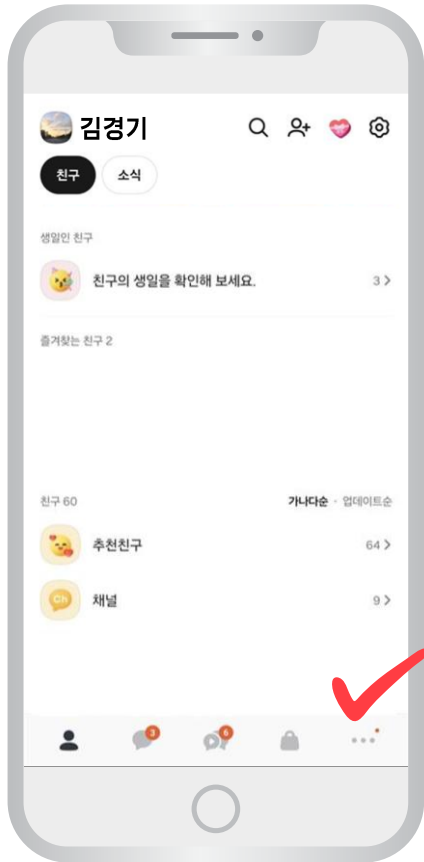 김경기
친구 소식
생일인 친구
친구의 생일을 확인해 보세요. 3
즐겨찾는 친구 2
친구 60 가나다순 · 업데이트순
추천친구 64
Ch 채널 9
3 6